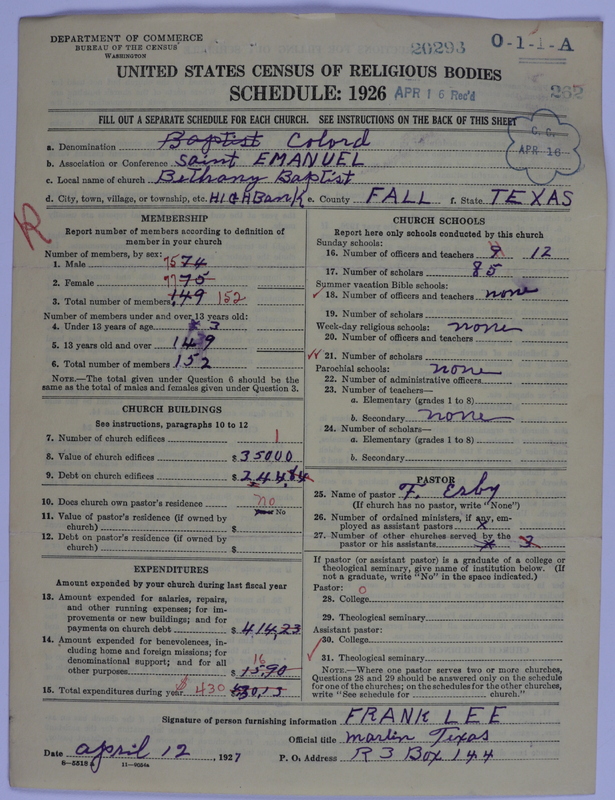 DEPARTMENT OF COMMERCE
BUREAU OF THE CENSUS
WASHINGTON
20293 0-1-1-A
UNITED STATES CENSUS OF RELIGIOUS BODIES
SCHEDULE: 1926 APR 16 Rec'd 262
FILL OUT A SEPARATE SCHEDULE FOR EACH CHURCH. SEE INSTRUCTIONS ON THE BACK OF THIS SHEET
C. C.
APR 16
a. Denomination Baptist Colord
b. Association or Conference Saint EMANUEL
c. Local name of church Bethany Baptist
d. City, town, village, or township, etc. HIGH Bank e. County FALL f. State TEXAS
R
MEMBERSHIP
Report number of members according to definition of
member in your church
Number of members, by sex:
1. Male 75 74
2. Female 77 75
3. Total number of members 149 152
Number of members under and over 13 years old:
4. Under 13 years of age 3
5. 13 years old and over 149
6. Total number of members 152
NOTE.—The total given under Question 6 should be
same as the total of males and females given under Question 3.
CHURCH BUILDINGS
See instructions, paragraphs 10 to 12
7. Number of church edifices 1
8. Value of church edifices $35000
9. Debt on church edifices $
10. Does church own pastor's residence no
No
11. Value of pastor's residence (if owned by
church) $
12. Debt on pastor's residence (if owned by
church) $
EXPENDITURES
Amount expended by your church during last fiscal year
13. Amount expended for salaries, repairs,
and other running expenses; for im-
provements or new buildings; and for
payments on church debt $414,23
14. Amount expended for benevolences, in-
cluding home and foreign missions; for
denominational support; and for all
other purposes $15.90 16
15. Total expenditures during year $430
CHURCH SCHOOLS
Report here only schools conducted by this church
Sunday schools:
16. Number of officers and teachers 9 12
17. Number of scholars 85
Summer vacation Bible schools:
18. Number of officers and teachers none
19. Number of scholars
Week-day religious schools: none
20. Number of officers and teachers
21. Number of scholars
Parochial schools: none
22. Number of administrative officers
23. Number of teachers—
a. Elementary (grades 1 to 8)
b. Secondary none
24. Number of scholars—
a. Elementary (grades 1 to 8)
b. Secondary
PASTOR
25. Name of pastor F. Esby
(If church has no pastor, write "None")
26. Number of ordained ministers, if any, em-
ployed as assistant pastors x
27. Number of other churches served by the
pastor or his assistants x 3
If pastor (or assistant pastor) is a graduate of a college or
theological seminary, give name of institution below. (If
not a graduate, write "No" in the space indicated.)
Pastor: 0
28. College
29. Theological seminary
Assistant pastor:
30. College
31. Theological seminary
NOTE.—Where one pastor serves two or more churches,
Questions 28 and 29 should be answered only on the schedule
for one of the churches; on the schedules for the other churches,
write "See schedule for church."
Signature of person furnishing information FRANK LEE
Official title Marlin Texas
Date april 12, 1927 P. O. Address R 3 Box 144
8-5518a 11-9024a